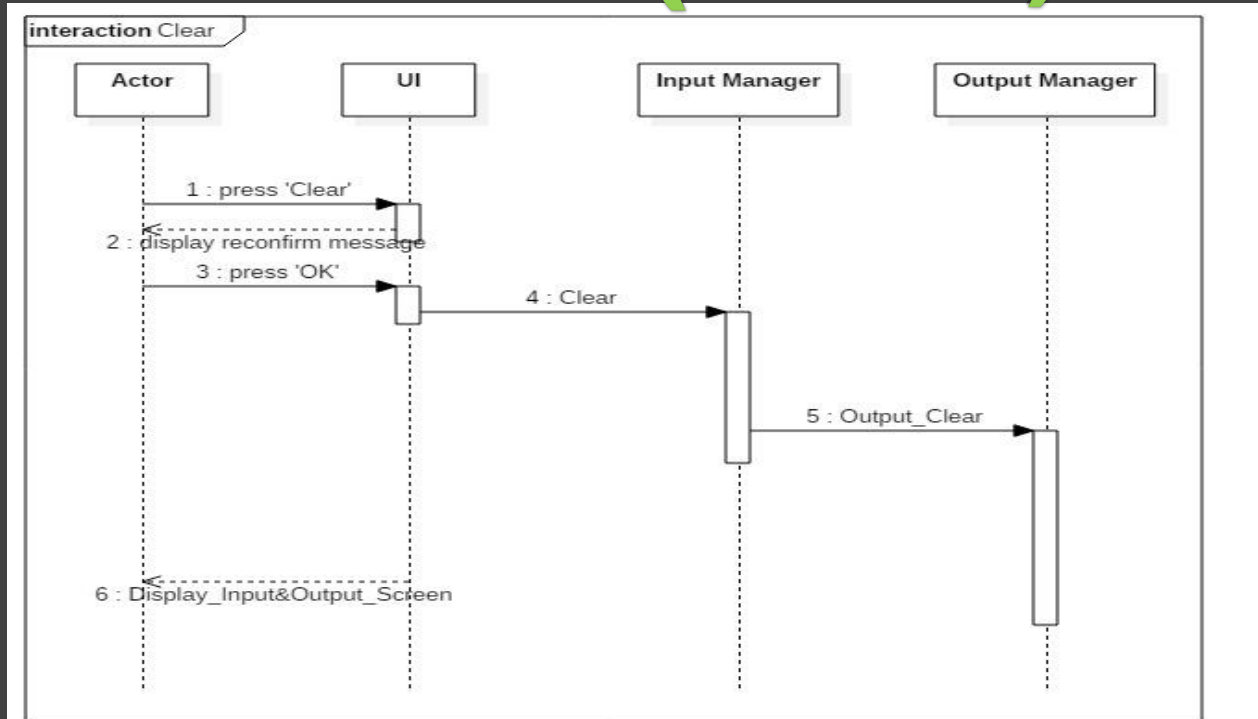 interaction Clear
Actor
UI
Input Manager
Output Manager
1 : press 'Clear'
2 : display reconfirm message
3 : press 'OK'
4 : Clear
5 : Output_Clear
6 : Display_Input&Output_Screen